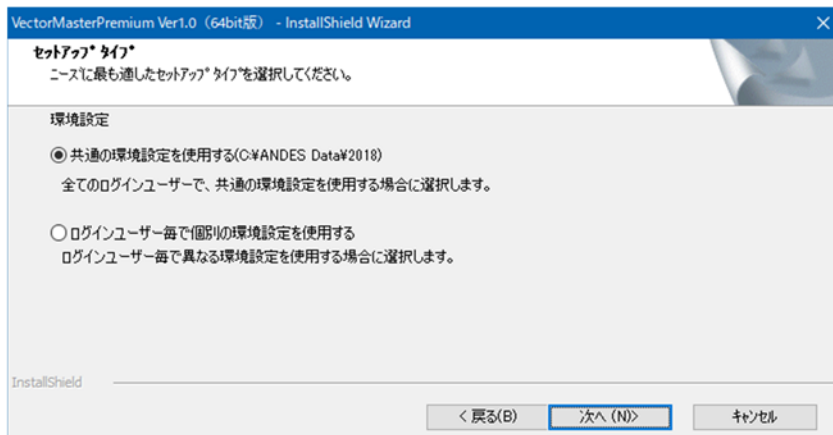 VectorMasterPremium Ver1.0（64bit版） - InstallShield Wizard
ｾｯﾄｱｯﾌﾟ ﾀｲﾌﾟ
ﾆｰｽﾞに最も適したｾｯﾄｱｯﾌﾟ ﾀｲﾌﾟを選択してください。
環境設定
共通の環境設定を使用する(C:¥ANDES Data¥2018)
全てのログインユーザーで、共通の環境設定を使用する場合に選択します。
ログインユーザー毎で個別の環境設定を使用する
ログインユーザー毎で異なる環境設定を使用する場合に選択します。
InstallShield
< 戻る(B) 次へ (N)> ｷｬﾝｾﾙ